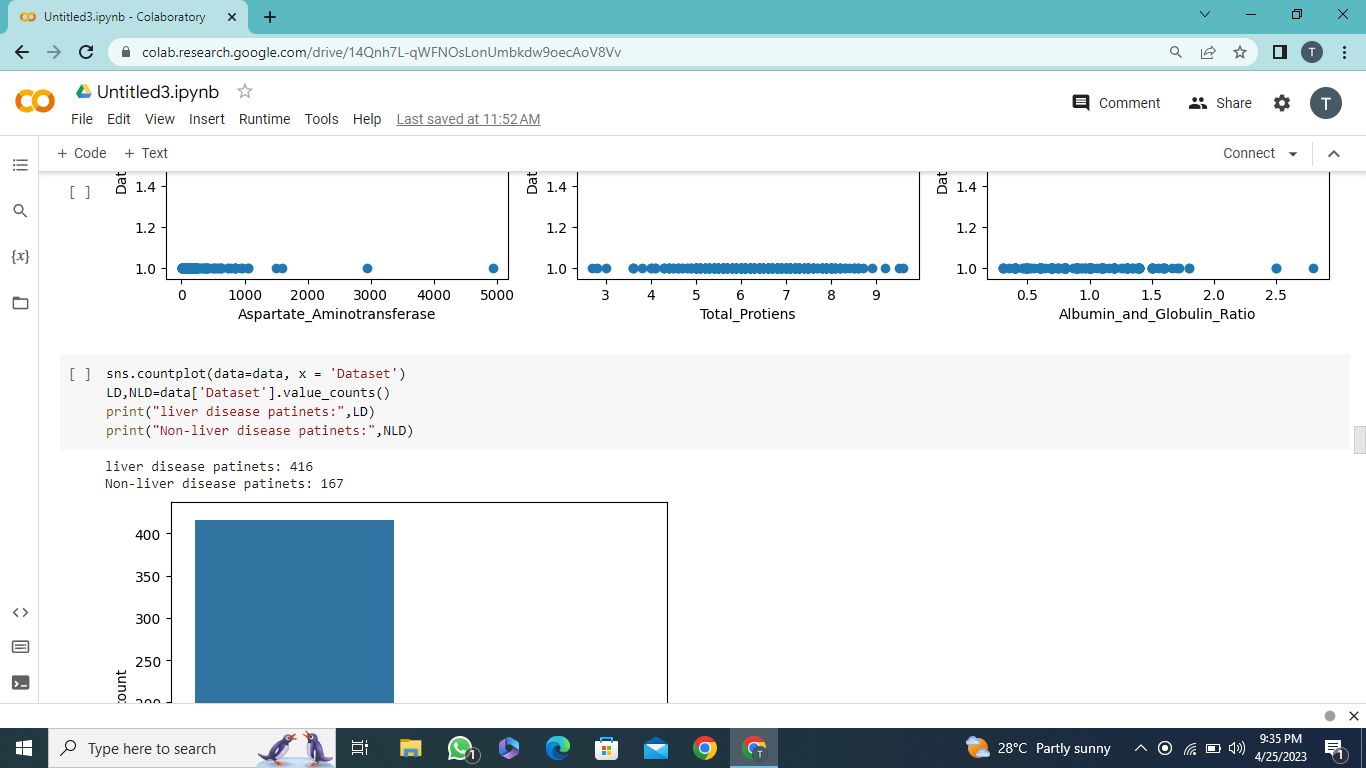 Untitled3.ipynb - Colaboratory
colab.research.google.com/drive/14Qnh7L-qWFNOsLonUmbkdw9oecAoV8Vv
T
Untitled3.ipynb
File Edit View Insert Runtime Tools Help Last saved at 11:52 AM
Comment Share T
+ Code + Text Connect
[ ]
Dat 1.4 Dat 1.4 Dat 1.4
1.2 1.2 1.2
1.0 1.0 1.0
0 1000 2000 3000 4000 5000 3 4 5 6 7 8 9 0.5 1.0 1.5 2.0 2.5
Aspartate_Aminotransferase Total_Protiens Albumin_and_Globulin_Ratio
{x}
[ ] sns.countplot(data=data, x = 'Dataset')
LD,NLD=data['Dataset'].value_counts()
print("liver disease patinets:",LD)
print("Non-liver disease patinets:",NLD)
liver disease patinets: 416
Non-liver disease patinets: 167
400
350
300
250
200
ount
Type here to search
1
T
28°C Partly sunny
9:35 PM
4/25/2023
1